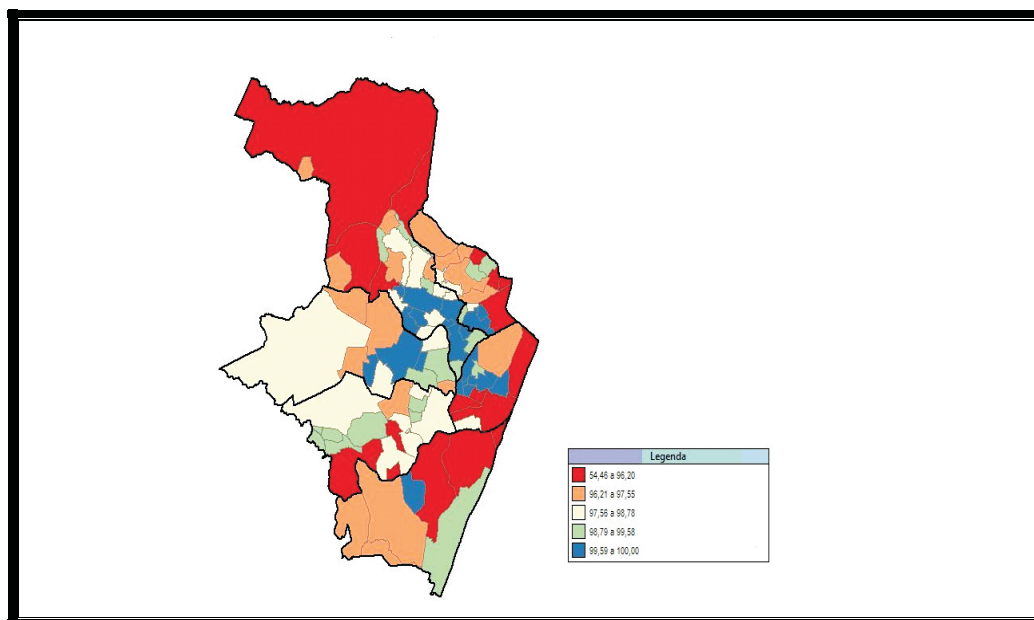 Legenda
54,46 a 96,20
96,21 a 97,55
97,56 a 98,78
98,79 a 99,58
99,59 a 100,00